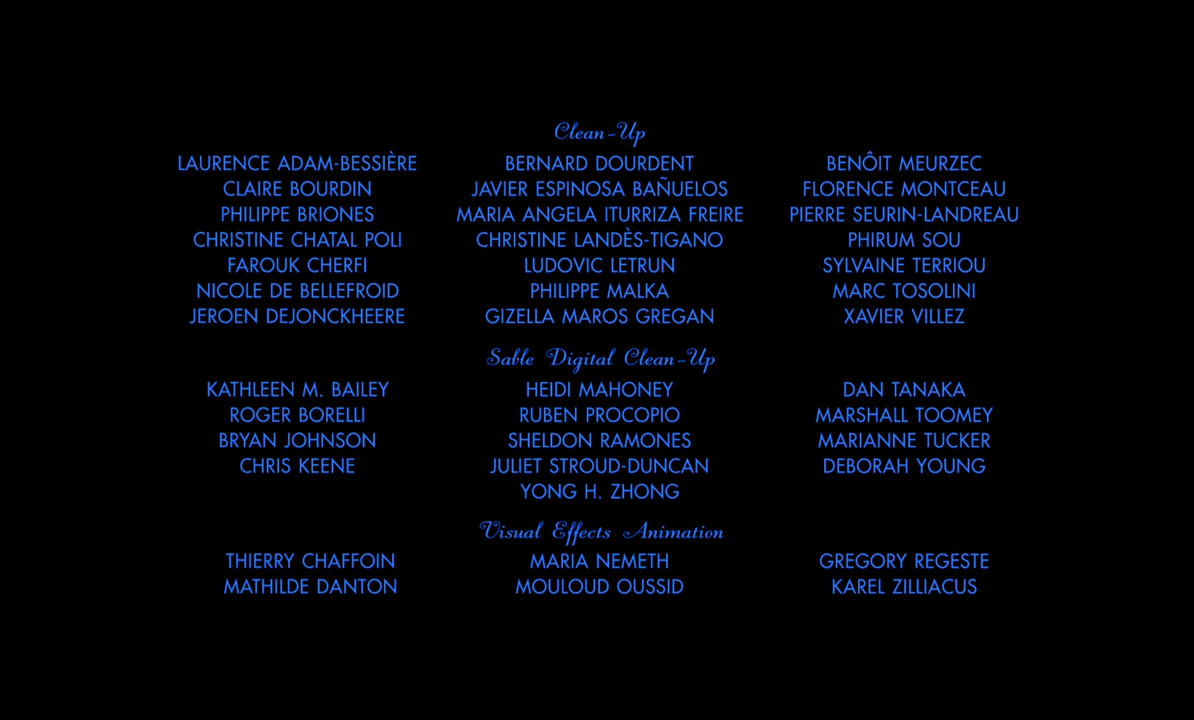 Clean-Up
LAURENCE ADAM-BESSIÈRE BERNARD DOURDENT BENÔIT MEURZEC
CLAIRE BOURDIN JAVIER ESPINOSA BAÑUELOS FLORENCE MONTCEAU
PHILIPPE BRIONES MARIA ANGELA ITURRIZA FREIRE PIERRE SEURIN-LANDREAU
CHRISTINE CHATAL POLI CHRISTINE LANDÈS-TIGANO PHIRUM SOU
FAROUK CHERFI LUDOVIC LETRUN SYLVAINE TERRIOU
NICOLE DE BELLEFROID PHILIPPE MALKA MARC TOSOLINI
JEROEN DEJONCKHEERE GIZELLA MAROS GREGAN XAVIER VILLEZ
Sable Digital Clean-Up
KATHLEEN M. BAILEY HEIDI MAHONEY DAN TANAKA
ROGER BORELLI RUBEN PROCOPIO MARSHALL TOOMEY
BRYAN JOHNSON SHELDON RAMONES MARIANNE TUCKER
CHRIS KEENE JULIET STROUD-DUNCAN DEBORAH YOUNG
YONG H. ZHONG
Visual Effects Animation
THIERRY CHAFFOIN MARIA NEMETH GREGORY REGESTE
MATHILDE DANTON MOULOUD OUSSID KAREL ZILLIACUS